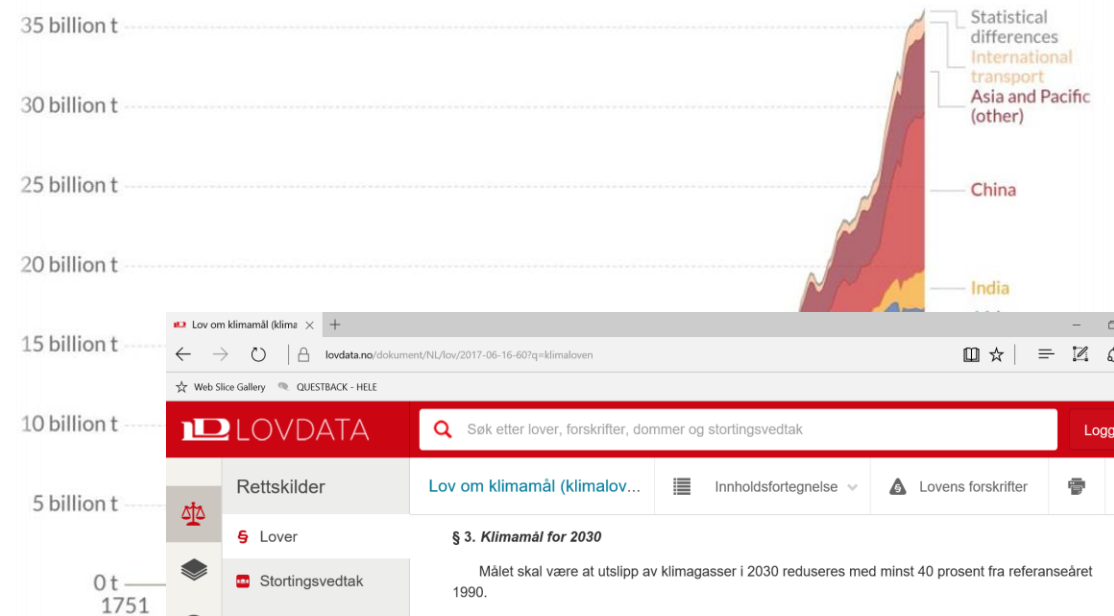 35 billion t
Statistical
differences
International
transport
30 billion t
Asia and Pacific
(other)
25 billion t
China
20 billion t
India
15 billion t
Lov om klimamål (klima
lovdata.no/dokument/NL/lov/2017-06-16-60?q=klimaloven
Web Slice Gallery QUESTBACK - HELE
10 billion t
LOVDATA
Søk etter lover, forskrifter, dommer og stortingsvedtak
Logg
Rettskilder
Lov om klimamål (klimalov...
Innholdsfortegnelse
Lovens forskrifter
5 billion t
§ Lover
§ 3. Klimamål for 2030
Stortingsvedtak
Målet skal være at utslipp av klimagasser i 2030 reduseres med minst 40 prosent fra referanseåret
1990.
0 t
1751